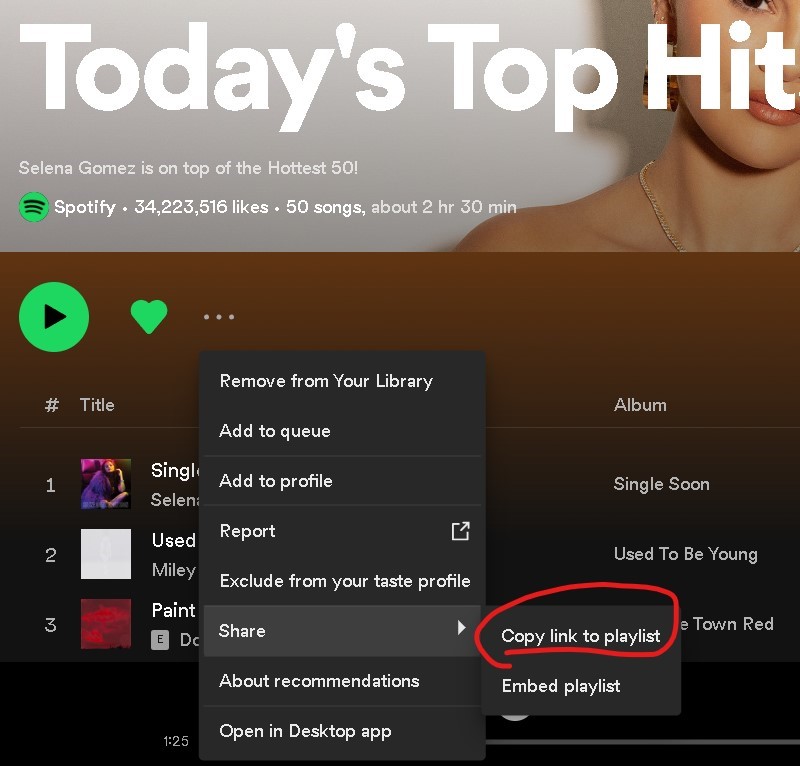 Today's Top Hit
Selena Gomez is on top of the Hottest 50!
Spotify • 34,223,516 likes • 50 songs, about 2 hr 30 min
Remove from Your Library
# Title
Album
Add to queue
Add to profile
1
Singl
Selena
Single Soon
Report
2
Used
Miley
Used To Be Young
Exclude from your taste profile
3
Paint
E Do
e Town Red
Share
Copy link to playlist
About recommendations
Embed playlist
Open in Desktop app
1:25